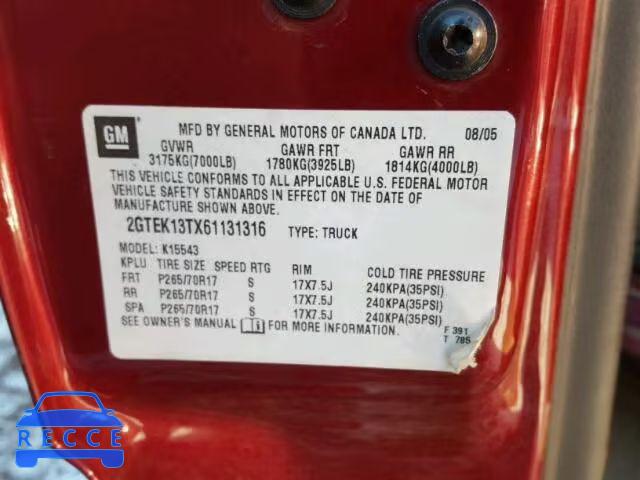 GM
MFD BY GENERAL MOTORS OF CANADA LTD. 08/05
GVWR GAWR FRT GAWR RR
3175KG(7000LB) 1780KG(3925LB) 1814KG(4000LB)
THIS VEHICLE CONFORMS TO ALL APPLICABLE U.S. FEDERAL MOTOR
VEHICLE SAFETY STANDARDS IN EFFECT ON THE DATE OF
MANUFACTURE SHOWN ABOVE.
2GTEK13TX61131316 TYPE: TRUCK
MODEL: K15543
KPLU TIRE SIZE SPEED RTG RIM COLD TIRE PRESSURE
FRT P265/70R17 S 17X7.5J 240KPA(35PSI)
RR P265/70R17 S 17X7.5J 240KPA(35PSI)
SPA P265/70R17 S 17X7.5J 240KPA(35PSI)
SEE OWNER'S MANUAL FOR MORE INFORMATION.
F 391
T 785
RECCE